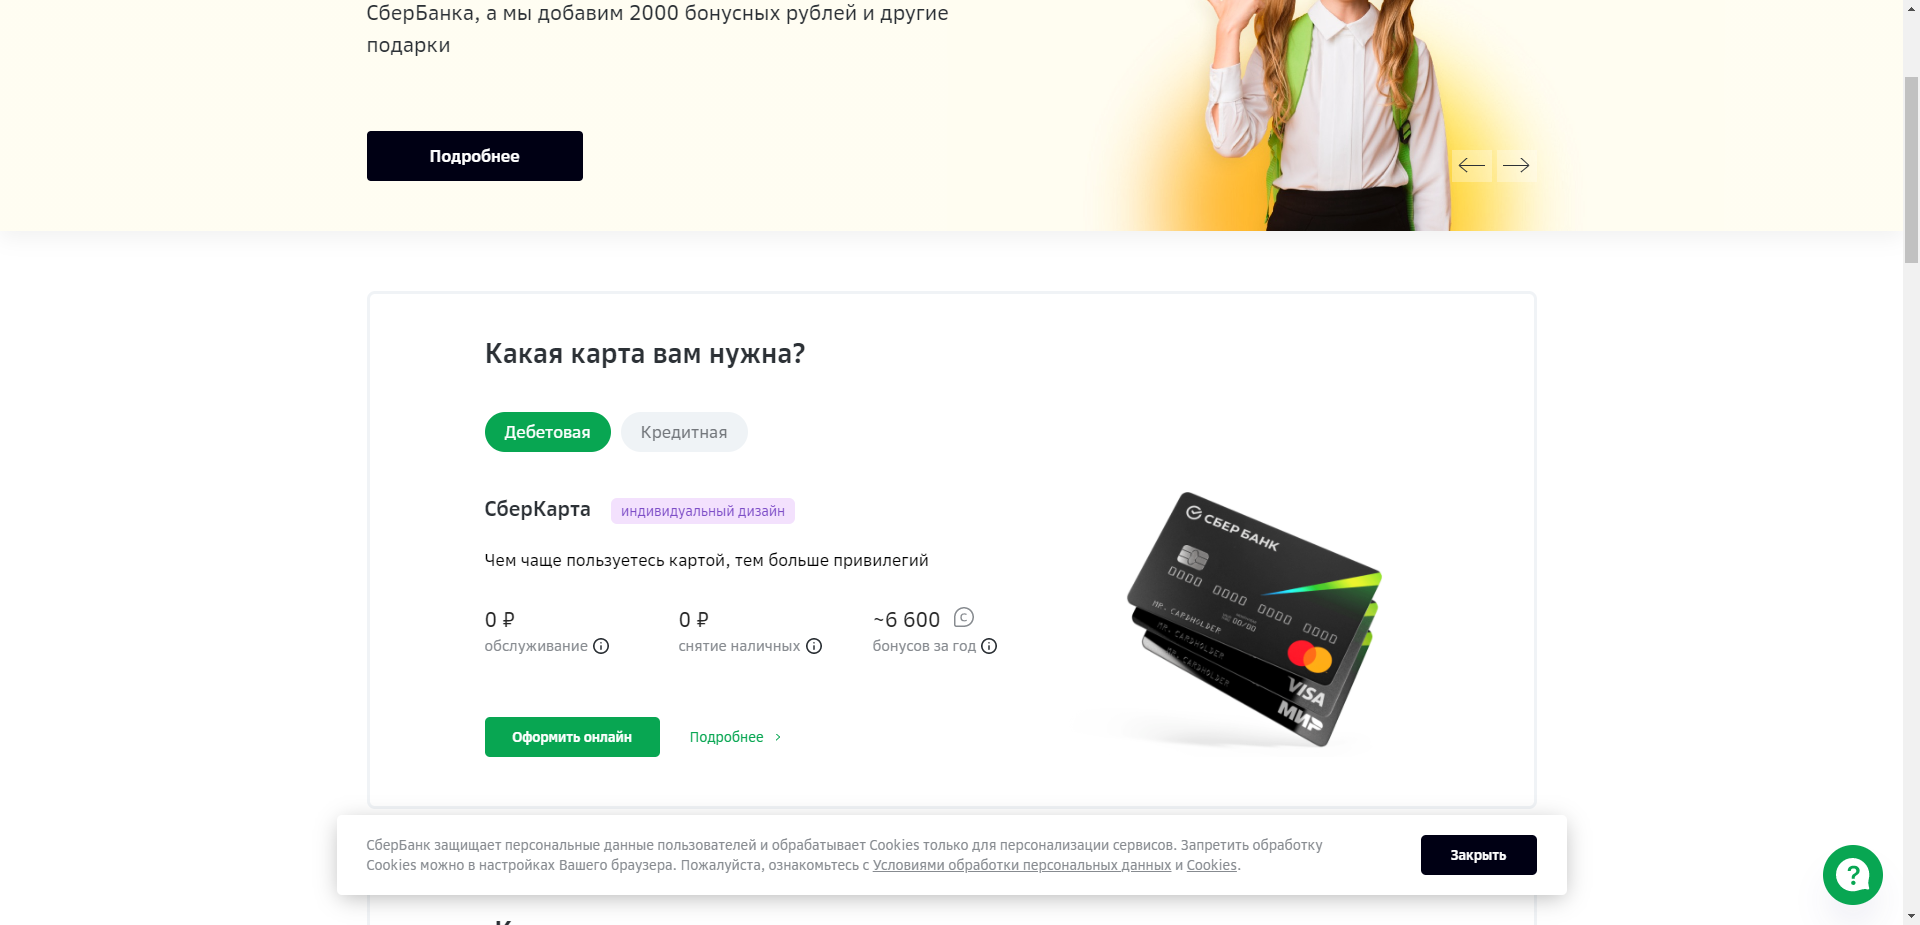 СберБанка, а мы добавим 2000 бонусных рублей и другие
подарки
Подробнее
Какая карта вам нужна?
Дебетовая
Кредитная
СберКарта
индивидуальный дизайн
Чем чаще пользуетесь картой, тем больше привилегий
0 ₽
0 ₽
~6 600
обслуживание
снятие наличных
бонусов за год
Оформить онлайн
Подробнее
СБЕР БАНК
0000 0000 0000 0000
MR. CARDHOLDER
00/00
MR. CARDHOLDER
MR. CARDHOLDER
VISA
МИР
СберБанк защищает персональные данные пользователей и обрабатывает Cookies только для персонализации сервисов. Запретить обработку
Cookies можно в настройках Вашего браузера. Пожалуйста, ознакомьтесь с Условиями обработки персональных данных и Cookies.
Закрыть